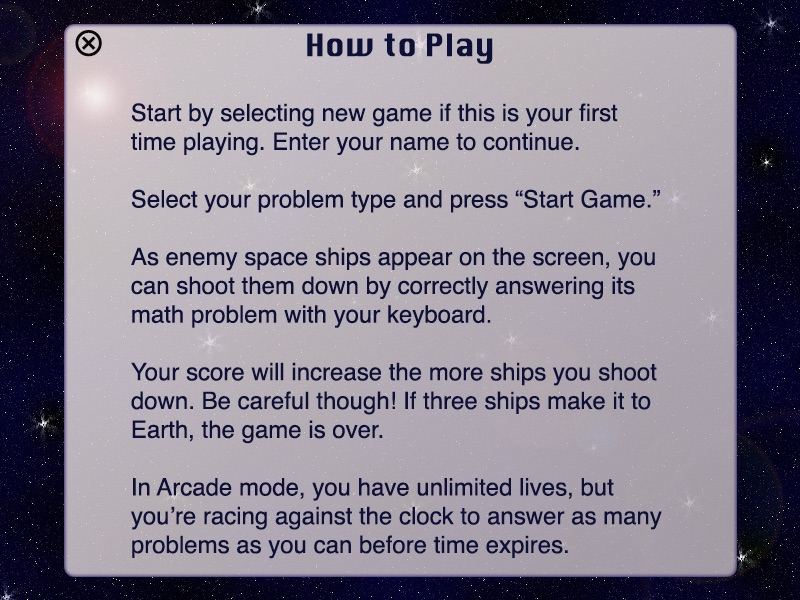 How to Play
Start by selecting new game if this is your first
time playing. Enter your name to continue.
Select your problem type and press “Start Game.”
As enemy space ships appear on the screen, you
can shoot them down by correctly answering its
math problem with your keyboard.
Your score will increase the more ships you shoot
down. Be careful though! If three ships make it to
Earth, the game is over.
In Arcade mode, you have unlimited lives, but
you’re racing against the clock to answer as many
problems as you can before time expires.